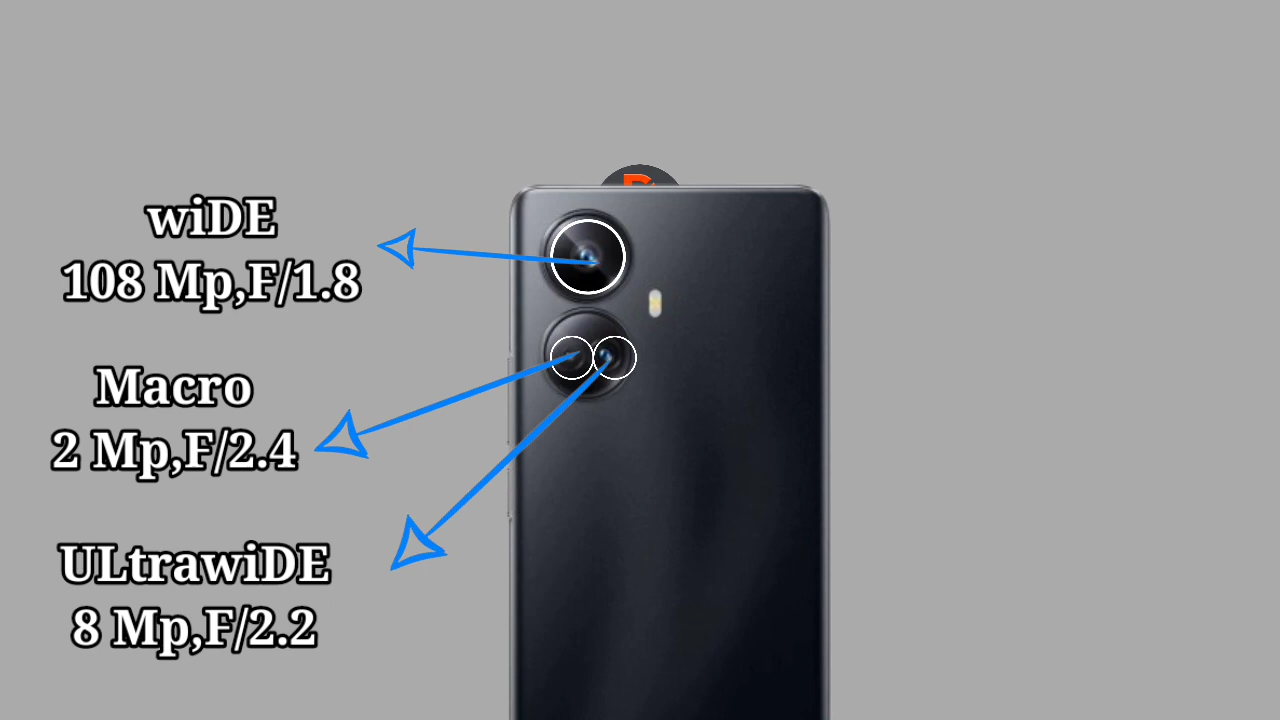 wiDE
108 Mp,F/1.8
Macro
2 Mp,F/2.4
ULtrawiDE
8 Mp,F/2.2